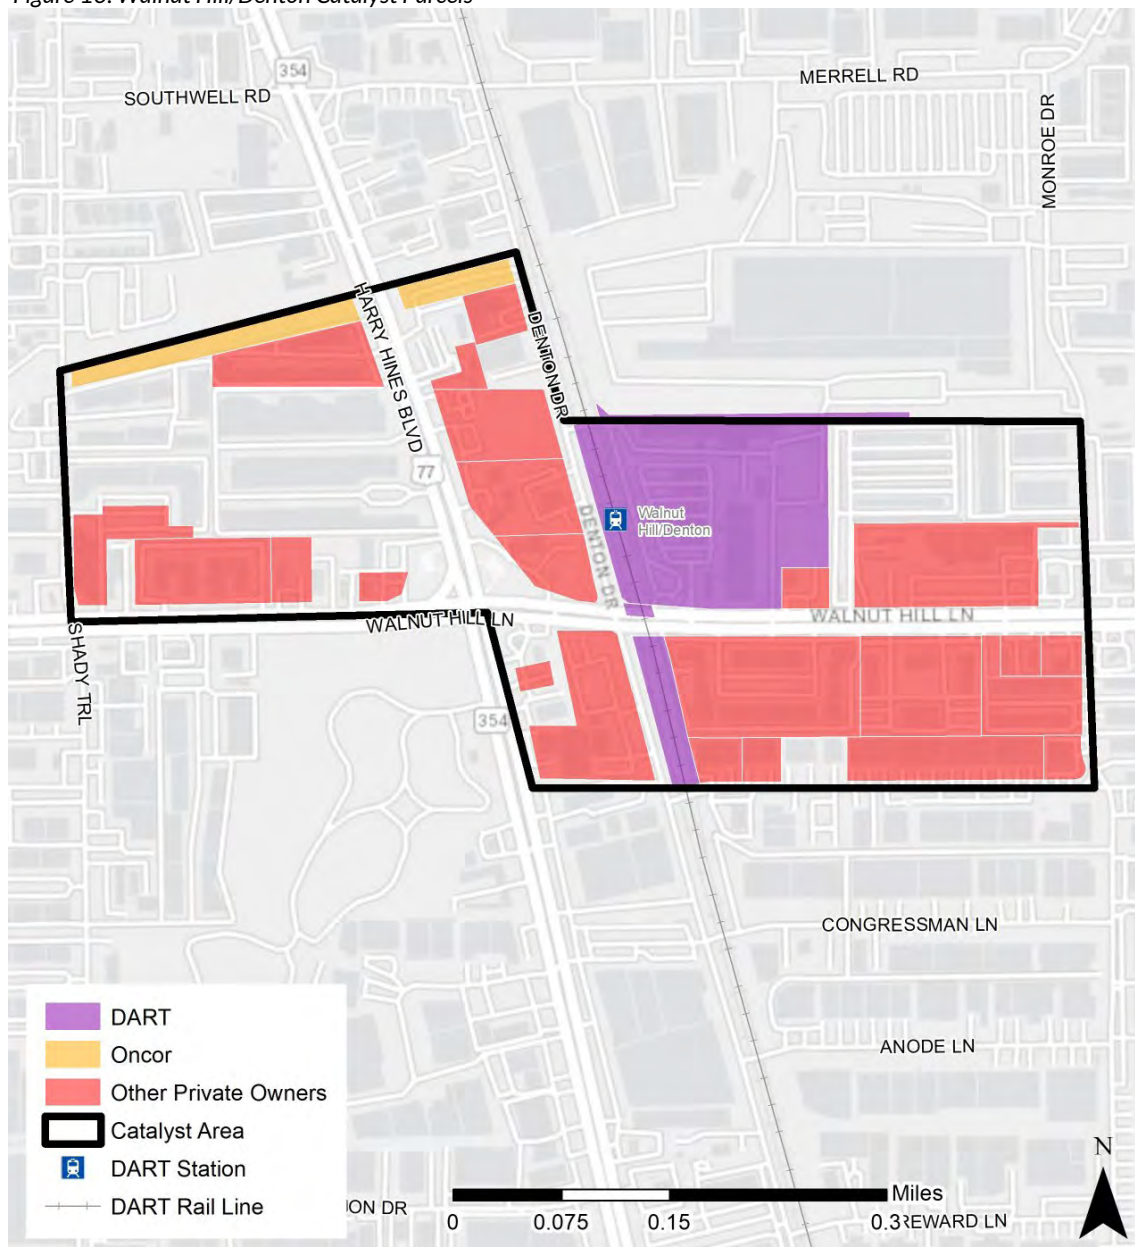 Figure 16: Walnut Hill/Denton Catalyst Parcels
354
SOUTHWELL RD
MERRELL RD
MONROE DR
HARRY HINES BLVD
DENTON DR
77
Walnut
Hill/Denton
DENTON DR
WALNUT HILL LN
WALNUT HILL LN
SHADY TRL
354
CONGRESSMAN LN
ANODE LN
DART
Oncor
Other Private Owners
Catalyst Area
DART Station
DART Rail Line
ON DR
Miles
0 0.075 0.15 0.3
REWARD LN
N